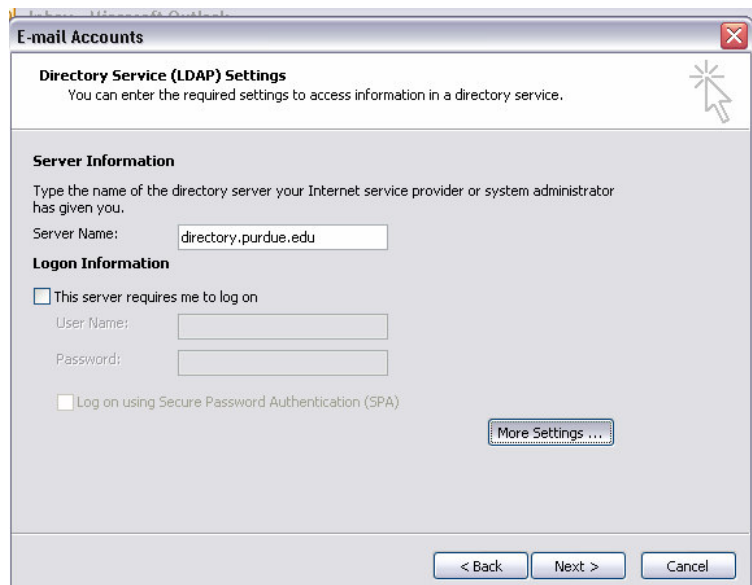 Inbox - Microsoft Outlook
E-mail Accounts
Directory Service (LDAP) Settings
You can enter the required settings to access information in a directory service.
Server Information
Type the name of the directory server your Internet service provider or system administrator
has given you.
Server Name:
directory.purdue.edu
Logon Information
This server requires me to log on
User Name:
Password:
Log on using Secure Password Authentication (SPA)
More Settings ...
< Back
Next >
Cancel